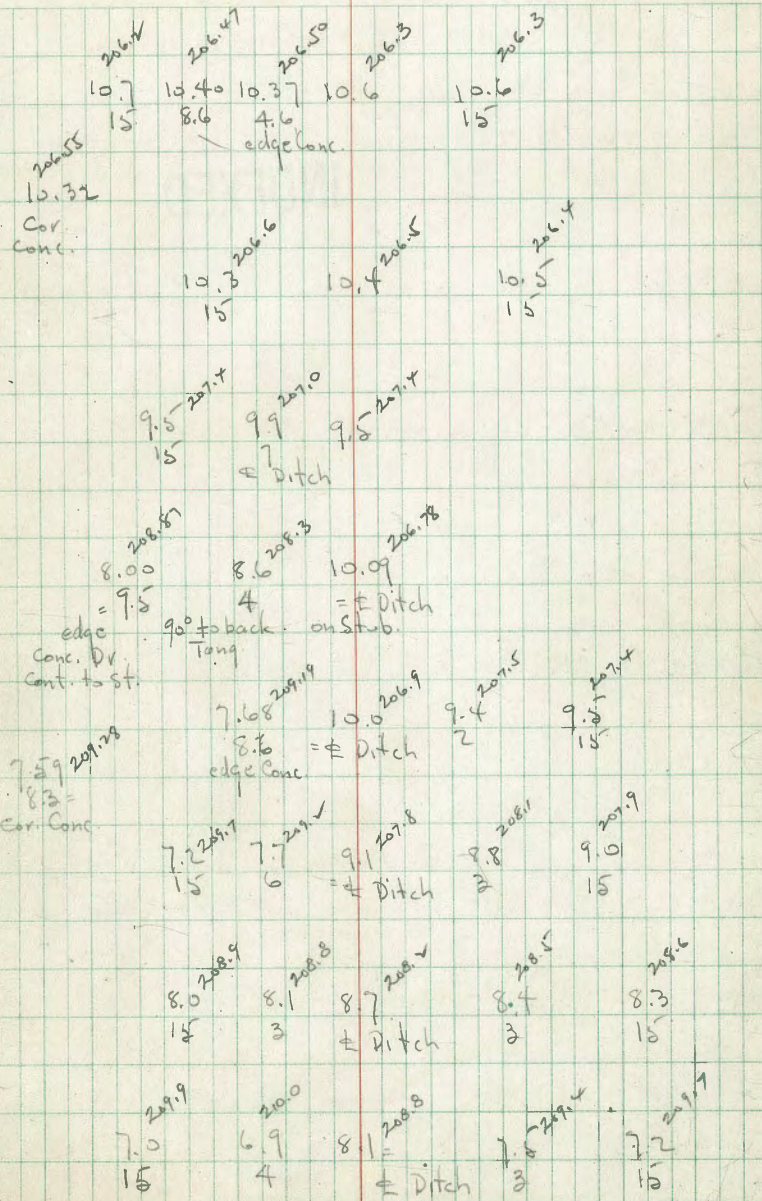 206.2 206.47 206.50 206.3 206.3
10.7 10.40 10.37 10.6 10.6
15 8.6 4.6 15
edge Conc.
206.55
10.32
Cor.
Conc.
206.6 206.5 206.4
10.3 10.4 10.5
15 15
207.4 207.0 207.4
9.5 9.9 9.5
15 7
℄ Ditch
208.87 208.3 206.78
8.00 8.6 10.09
= 9.5 4 = ℄ Ditch
edge 90° to back. on Stub.
Conc. Dr. Tang
Cont. to St.
209.19 206.9 207.5 207.4
7.68 10.0 9.4 9.5
8.6 = ℄ Ditch 2 15
edge Conc.
209.28
7.59
8.3 =
Cor. Conc.
209.7 209.2 207.8 208.1 207.9
7.2 7.7 9.1 8.8 9.0
15 6 = ℄ Ditch 3 15
208.9 208.8 208.2 208.5 208.6
8.0 8.1 8.7 8.4 8.3
15 3 ℄ Ditch 3 15
209.9 210.0 208.8 209.4 209.7
7.0 6.9 8.1 = 7.5 7.2
15 4 ℄ Ditch 3 15